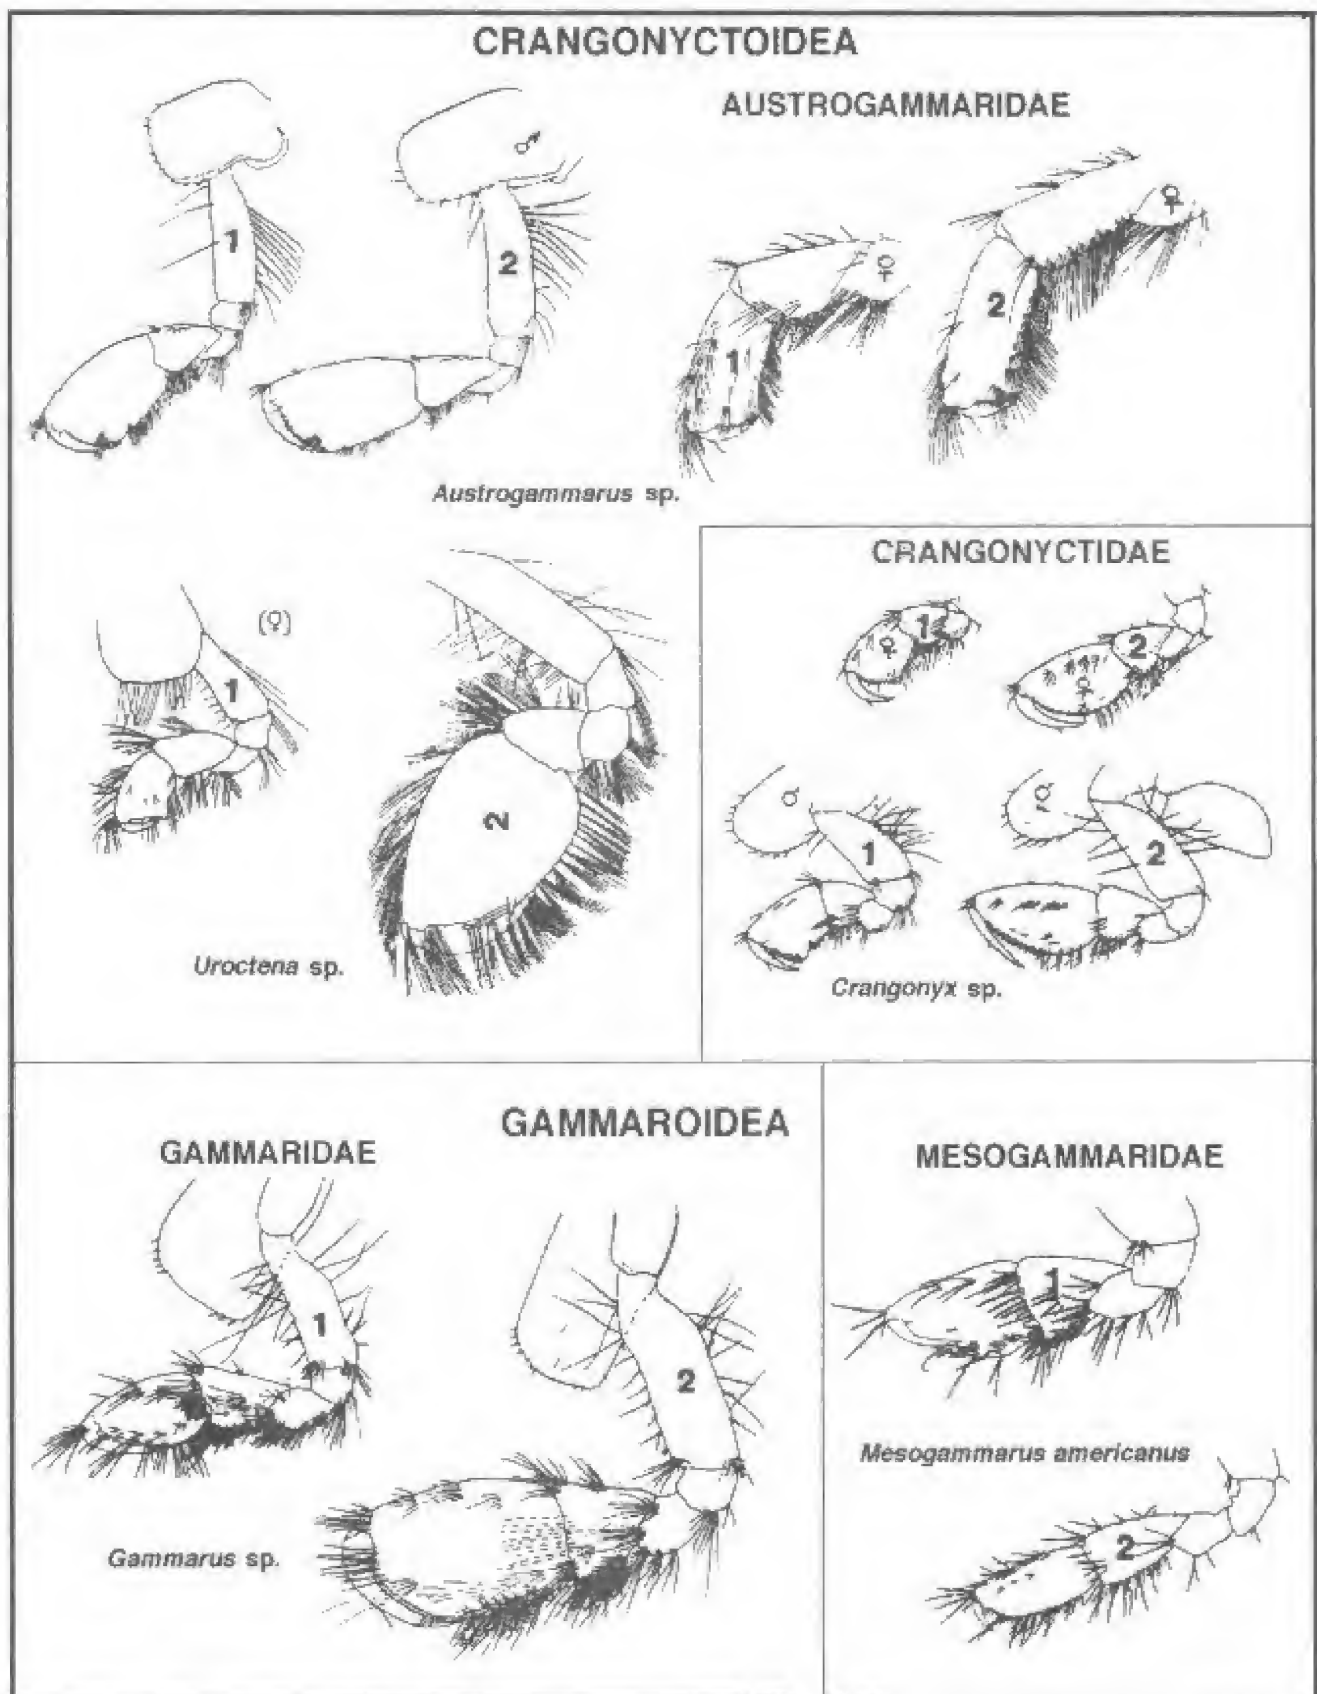 CRANGONYCTOIDEA
AUSTROGAMMARIDAE
♂
♀
♀
1
2
1
2
Austrogammarus sp.
CRANGONYCTIDAE
(♀)
1
2
Uroctena sp.
1
♀
2
♀
♂
♂
1
2
Crangonyx sp.
GAMMAROIDEA
GAMMARIDAE
MESOGAMMARIDAE
1
2
Gammarus sp.
1
Mesogammarus americanus
2